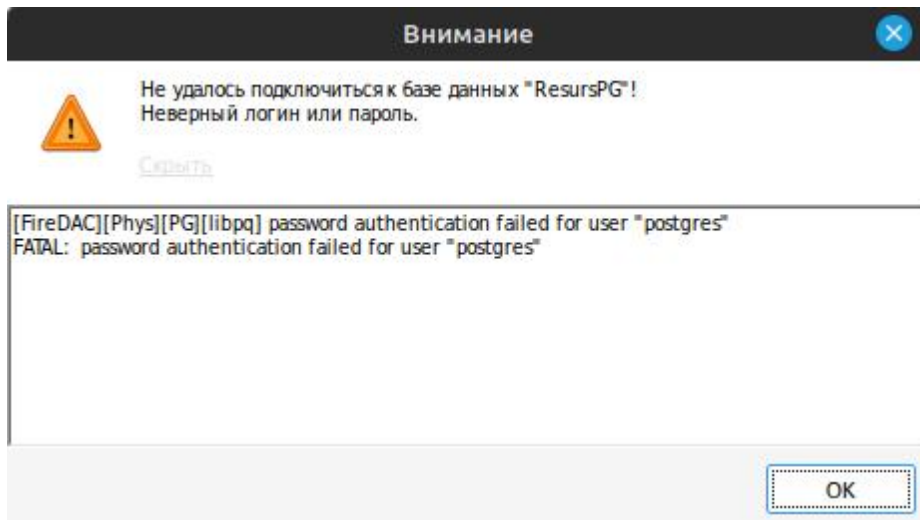 Внимание
Не удалось подключиться к базе данных "ResursPG"!
Неверный логин или пароль.
Скрыть
[FireDAC][Phys][PG][libpq] password authentication failed for user "postgres"
FATAL:  password authentication failed for user "postgres"
OK